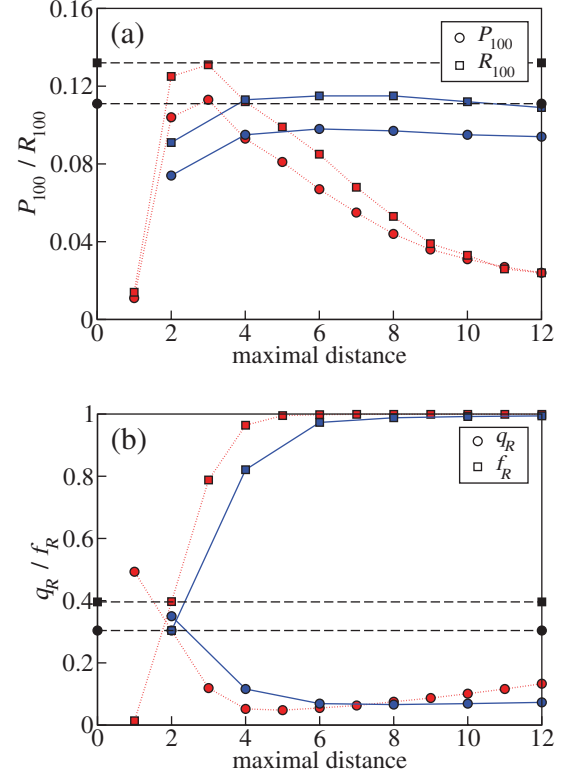 (a)
P100
R100
0.16
0.12
0.08
0.04
0
P100 / R100
0 2 4 6 8 10 12
maximal distance
(b)
qR
fR
1
0.8
0.6
0.4
0.2
0
qR / fR
0 2 4 6 8 10 12
maximal distance